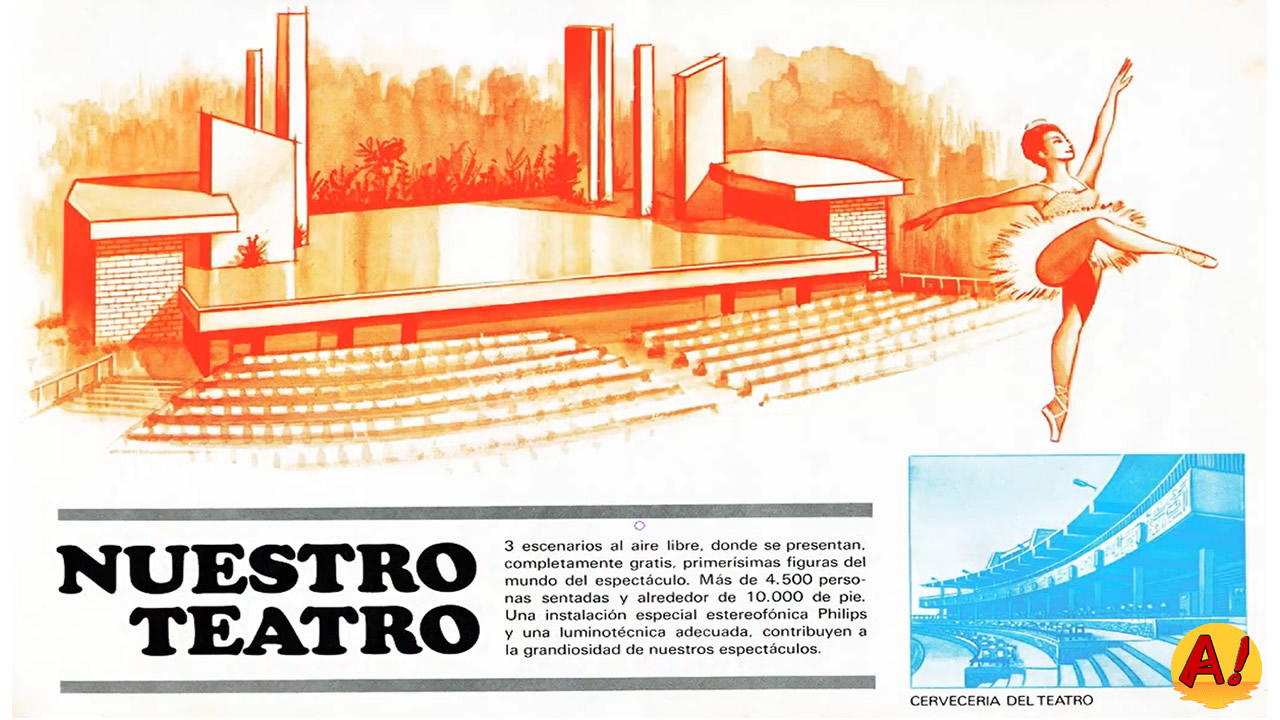 NUESTRO
TEATRO
3 escenarios al aire libre, donde se presentan,
completamente gratis, primerísimas figuras del
mundo del espectáculo. Más de 4.500 perso-
nas sentadas y alrededor de 10.000 de pie.
Una instalación especial estereofónica Philips
y una luminotécnica adecuada, contribuyen a
la grandiosidad de nuestros espectáculos.
CERVECERIA DEL TEATRO
A!